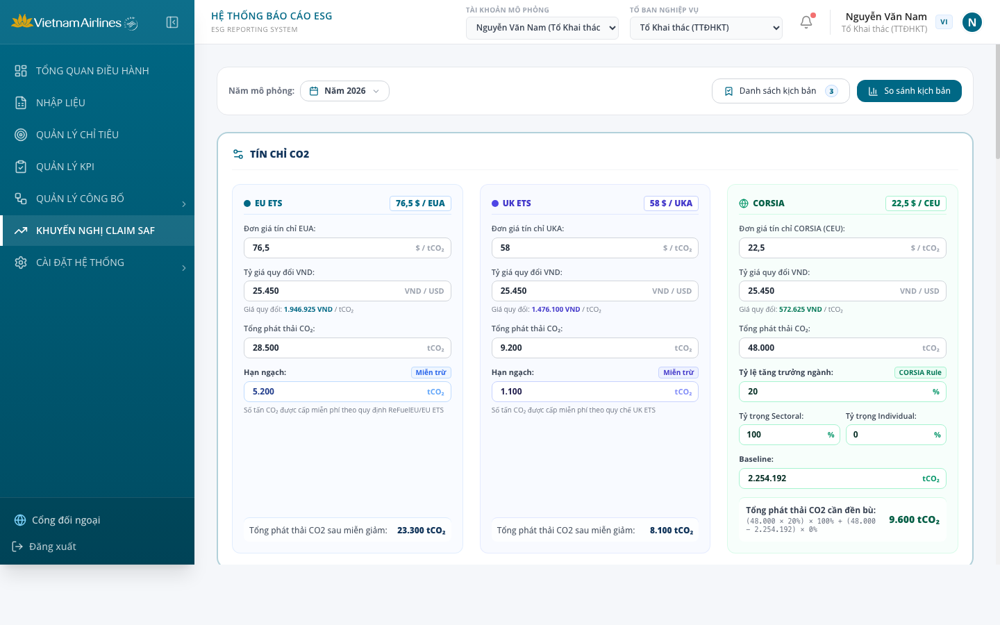 Vietnam Airlines
TỔNG QUAN ĐIỀU HÀNH
NHẬP LIỆU
QUẢN LÝ CHỈ TIÊU
QUẢN LÝ KPI
QUẢN LÝ CÔNG BỐ
KHUYẾN NGHỊ CLAIM SAF
CÀI ĐẶT HỆ THỐNG
Cổng đối ngoại
Đăng xuất
HỆ THỐNG BÁO CÁO ESG
ESG REPORTING SYSTEM
TÀI KHOẢN MÔ PHỎNG
Nguyễn Văn Nam (Tổ Khai thác
TỔ BAN NGHIỆP VỤ
Tổ Khai thác (TTĐHKT)
Nguyễn Văn Nam
Tổ Khai thác (TTĐHKT)
VI
N
Năm mô phỏng:
Năm 2026
Danh sách kịch bản 3
So sánh kịch bản
TÍN CHỈ CO2
EU ETS
76,5 $ / EUA
Đơn giá tín chỉ EUA:
76,5 $ / tCO₂
Tỷ giá quy đổi VND:
25.450 VND / USD
Giá quy đổi: 1.946.925 VND / tCO₂
Tổng phát thải CO₂:
28.500 tCO₂
Hạn ngạch: Miễn trừ
5.200 tCO₂
Số tấn CO₂ được cấp miễn phí theo quy định ReFuelEU/EU ETS
Tổng phát thải CO2 sau miễn giảm: 23.300 tCO₂
UK ETS
58 $ / UKA
Đơn giá tín chỉ UKA:
58 $ / tCO₂
Tỷ giá quy đổi VND:
25.450 VND / USD
Giá quy đổi: 1.476.100 VND / tCO₂
Tổng phát thải CO₂:
9.200 tCO₂
Hạn ngạch: Miễn trừ
1.100 tCO₂
Số tấn CO₂ được cấp miễn phí theo quy chế UK ETS
Tổng phát thải CO2 sau miễn giảm: 8.100 tCO₂
CORSIA
22,5 $ / CEU
Đơn giá tín chỉ CORSIA (CEU):
22,5 $ / tCO₂
Tỷ giá quy đổi VND:
25.450 VND / USD
Giá quy đổi: 572.625 VND / tCO₂
Tổng phát thải CO₂:
48.000 tCO₂
Tỷ lệ tăng trưởng ngành: CORSIA Rule
20 %
Tỷ trọng Sectoral: Tỷ trọng Individual:
100 % 0 %
Baseline:
2.254.192 tCO₂
Tổng phát thải CO2 cần đền bù:
(48.000 × 20%) × 100% + (48.000
− 2.254.192) × 0%
9.600 tCO₂